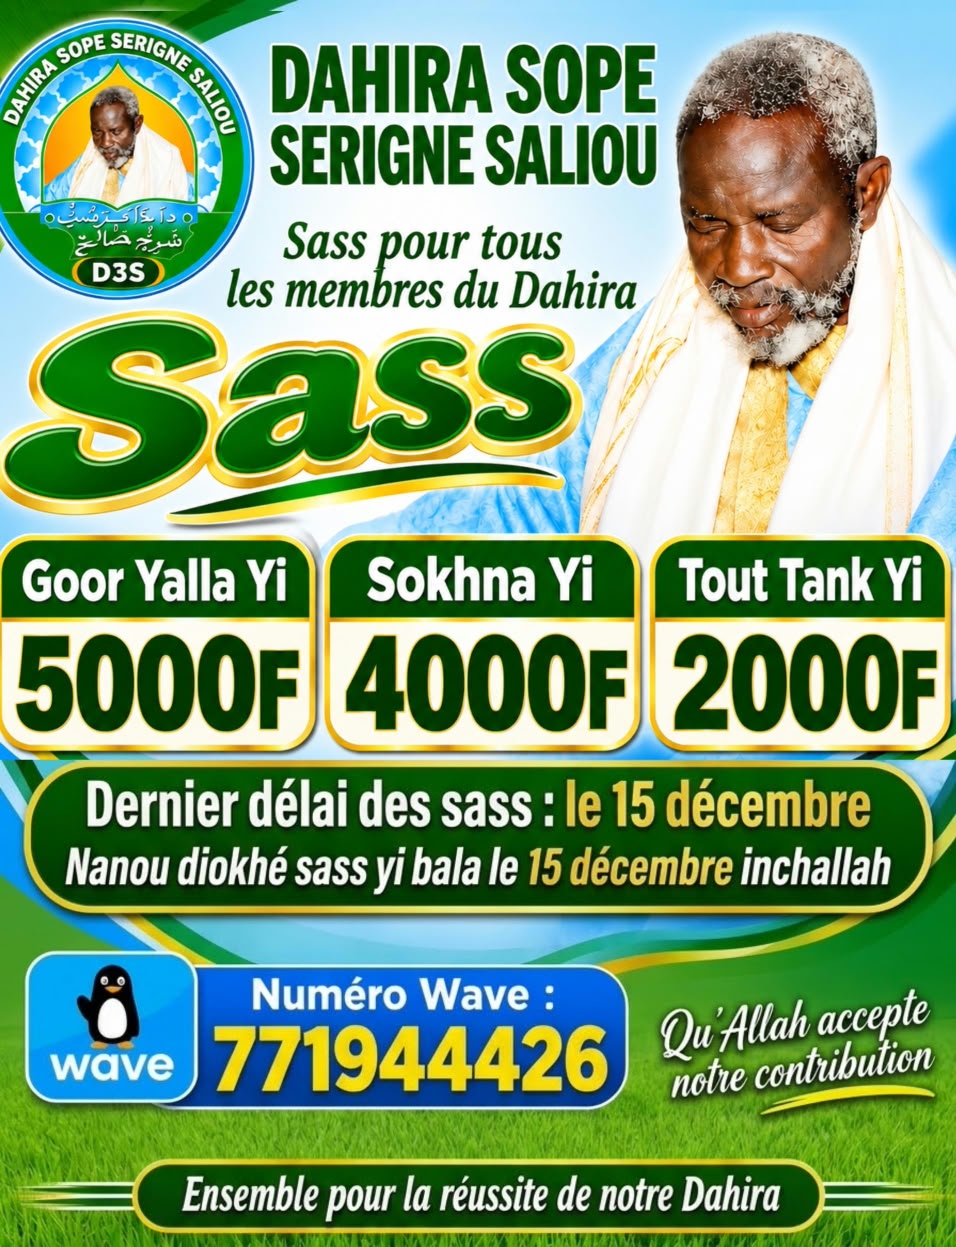 DAHIRA SOPE SERIGNE SALIOU
D3S
DAHIRA SOPE
SERIGNE SALIOU
Sass pour tous
les membres du Dahira
Sass
Goor Yalla Yi
5000F
Sokhna Yi
4000F
Tout Tank Yi
2000F
Dernier délai des sass : le 15 décembre
Nanou diokhé sass yi bala le 15 décembre inchallah
wave
Numéro Wave :
771944426
Qu'Allah accepte
notre contribution
Ensemble pour la réussite de notre Dahira